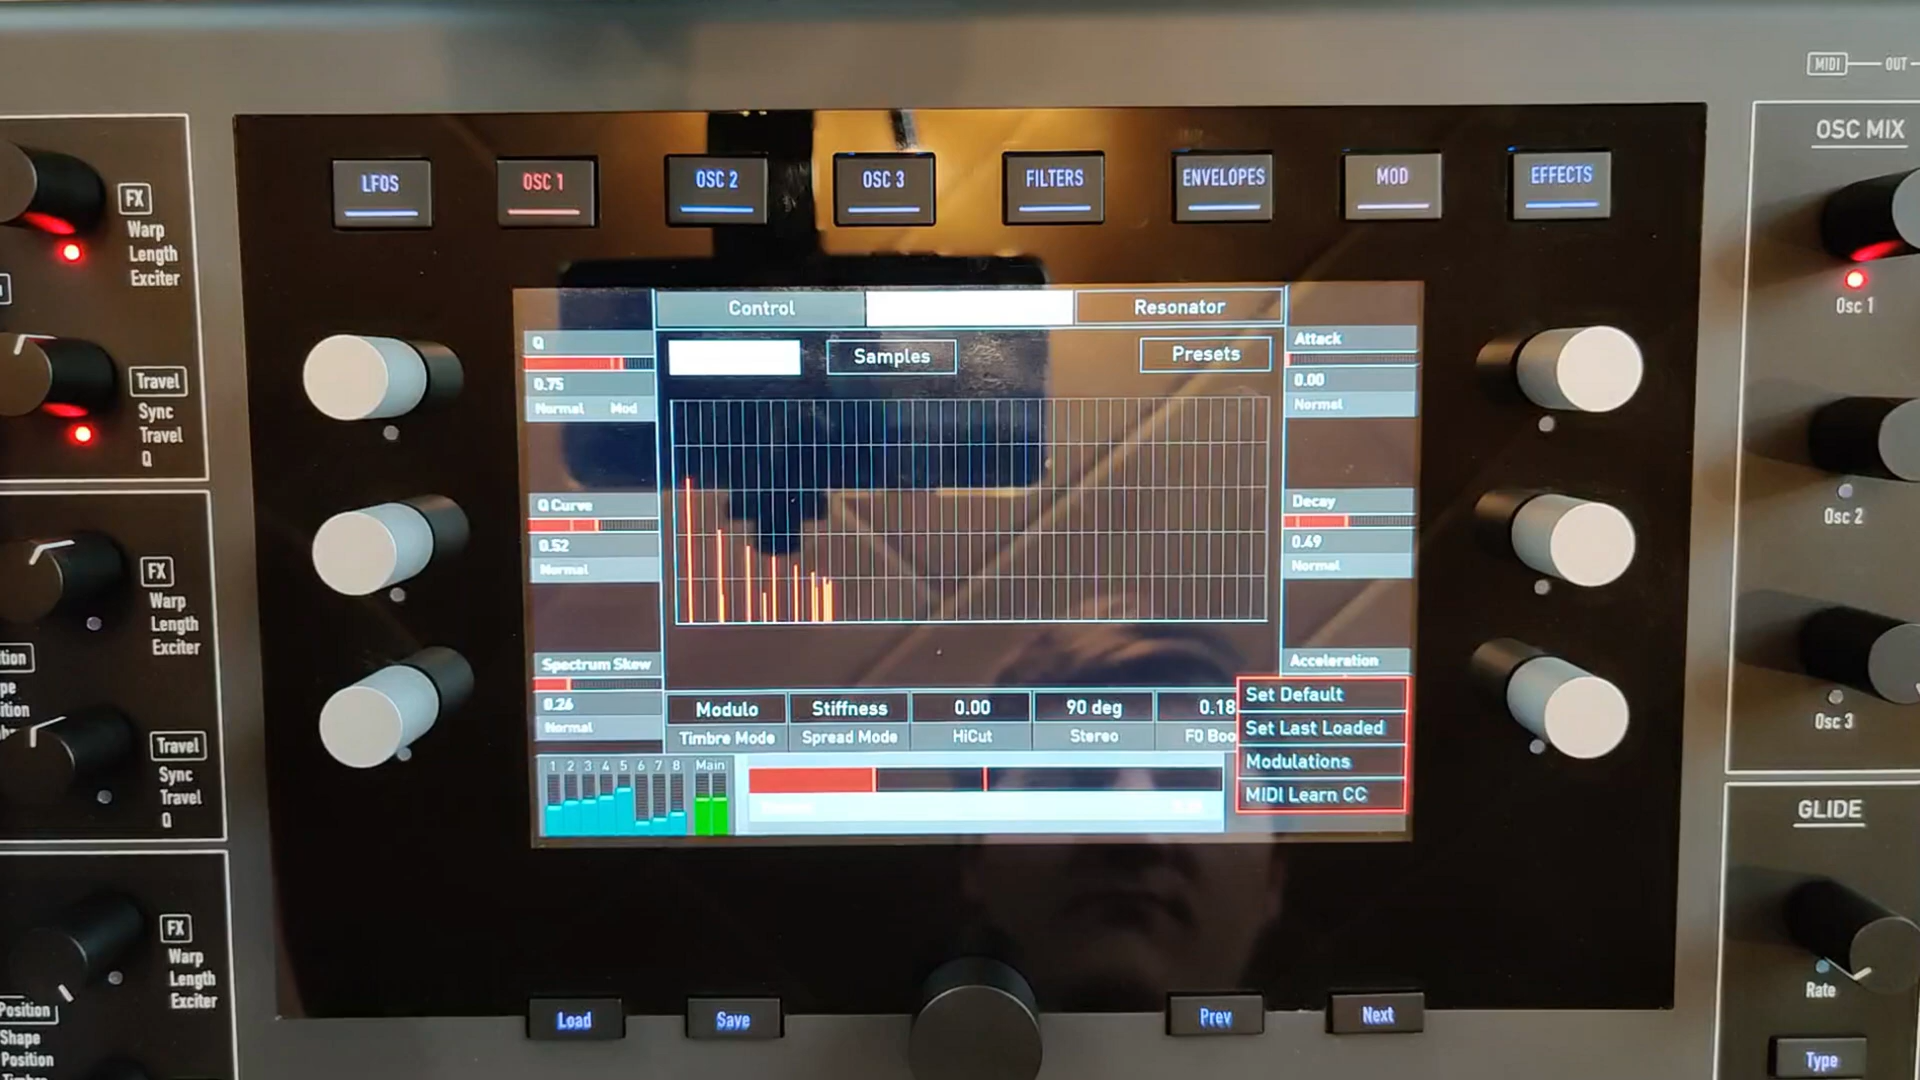 MIDI OUT
LFOS OSC 1 OSC 2 OSC 3 FILTERS ENVELOPES MOD EFFECTS
FX
Warp
Length
Exciter
Travel
Sync
Travel
Q
FX
Warp
Length
Exciter
Travel
Sync
Travel
Q
FX
Warp
Length
Exciter
Position
Shape
Position
Control Resonator
Samples Presets
Q
0.75
Normal Mod
Q Curve
0.52
Normal
Spectrum Skew
0.26
Normal
Attack
0.00
Normal
Decay
0.49
Normal
Acceleration
Modulo Stiffness 0.00 90 deg 0.18
Timbre Mode Spread Mode HiCut Stereo F0 Boo
Set Default
Set Last Loaded
Modulations
MIDI Learn CC
1 2 3 4 5 6 7 8 Main
Load Save Prev Next
OSC MIX
Osc 1
Osc 2
Osc 3
GLIDE
Rate
Type